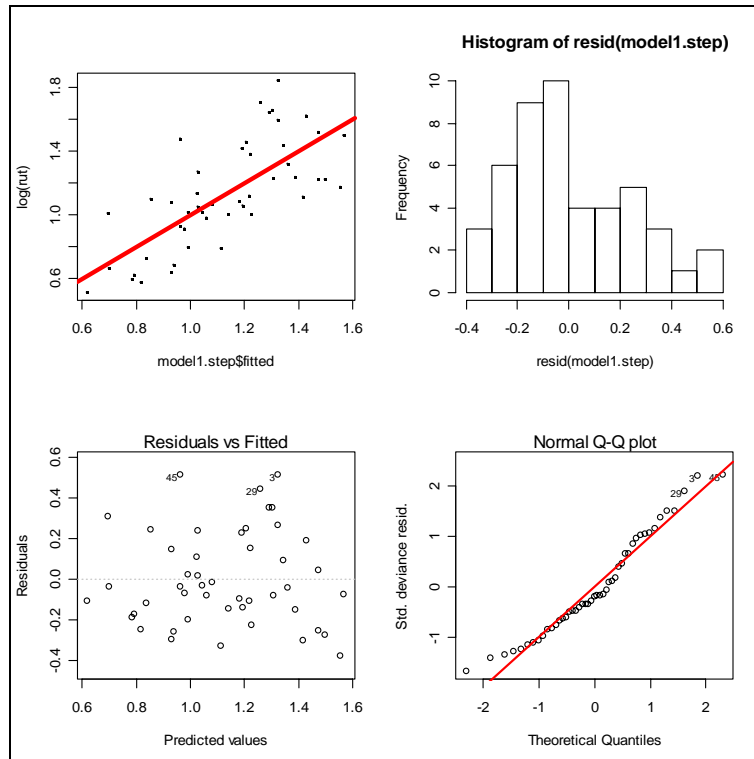 1.8
1.4
1.0
0.6
log(rut)
0.6 0.8 1.0 1.2 1.4 1.6
model1.step$fitted
Histogram of resid(model1.step)
10
8
6
4
2
0
Frequency
-0.4 -0.2 0.0 0.2 0.4 0.6
resid(model1.step)
Residuals vs Fitted
0.6
0.4
0.2
0.0
-0.2
-0.4
Residuals
45 29 3
0.6 0.8 1.0 1.2 1.4 1.6
Predicted values
Normal Q-Q plot
2
1
0
-1
Std. deviance resid.
29 3 45
-2 -1 0 1 2
Theoretical Quantiles